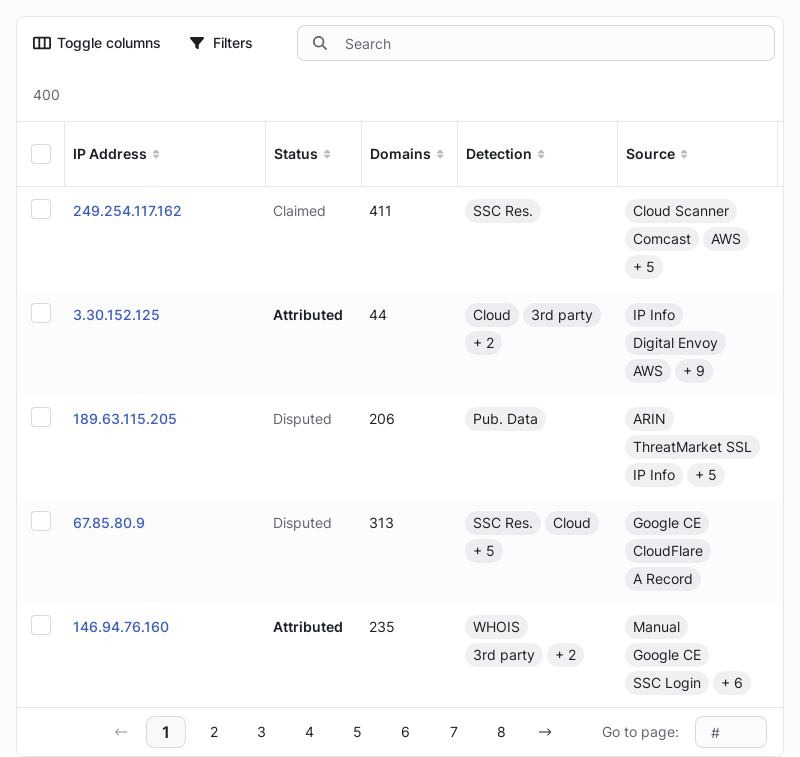 Toggle columns Filters Search
400
IP Address Status Domains Detection Source
249.254.117.162 Claimed 411 SSC Res. Cloud Scanner
Comcast AWS
+ 5
3.30.152.125 Attributed 44 Cloud 3rd party IP Info
+ 2 Digital Envoy
AWS + 9
189.63.115.205 Disputed 206 Pub. Data ARIN
ThreatMarket SSL
IP Info + 5
67.85.80.9 Disputed 313 SSC Res. Cloud Google CE
+ 5 CloudFlare
A Record
146.94.76.160 Attributed 235 WHOIS Manual
3rd party + 2 Google CE
SSC Login + 6
← 1 2 3 4 5 6 7 8 → Go to page: #